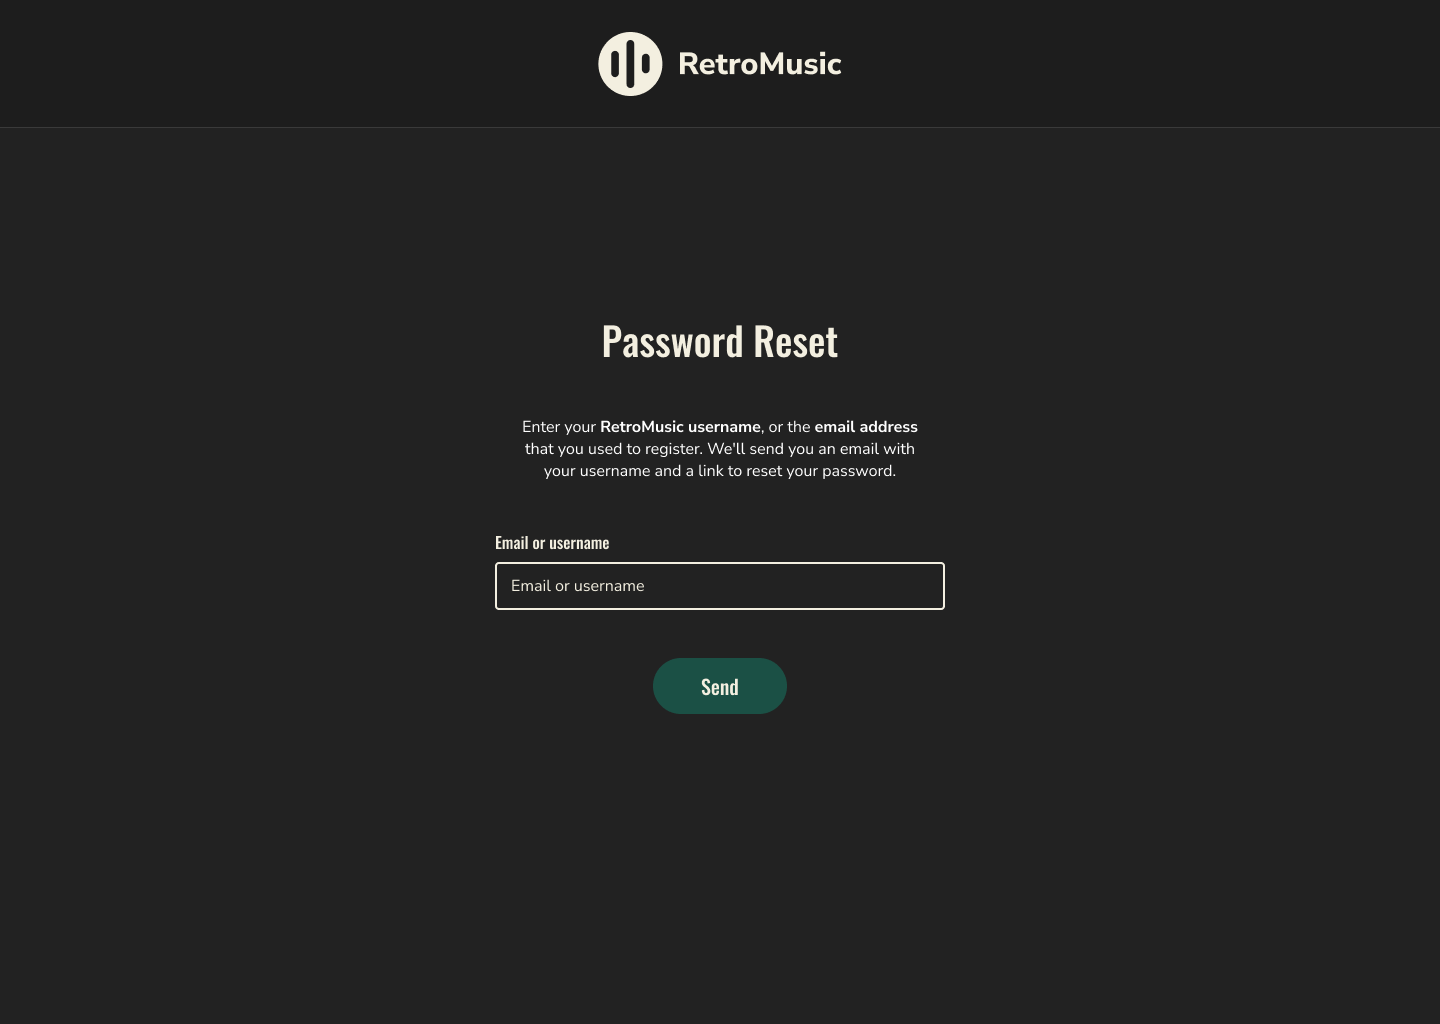 RetroMusic
Password Reset
Enter your RetroMusic username, or the email address
that you used to register. We'll send you an email with
your username and a link to reset your password.
Email or username
Email or username
Send